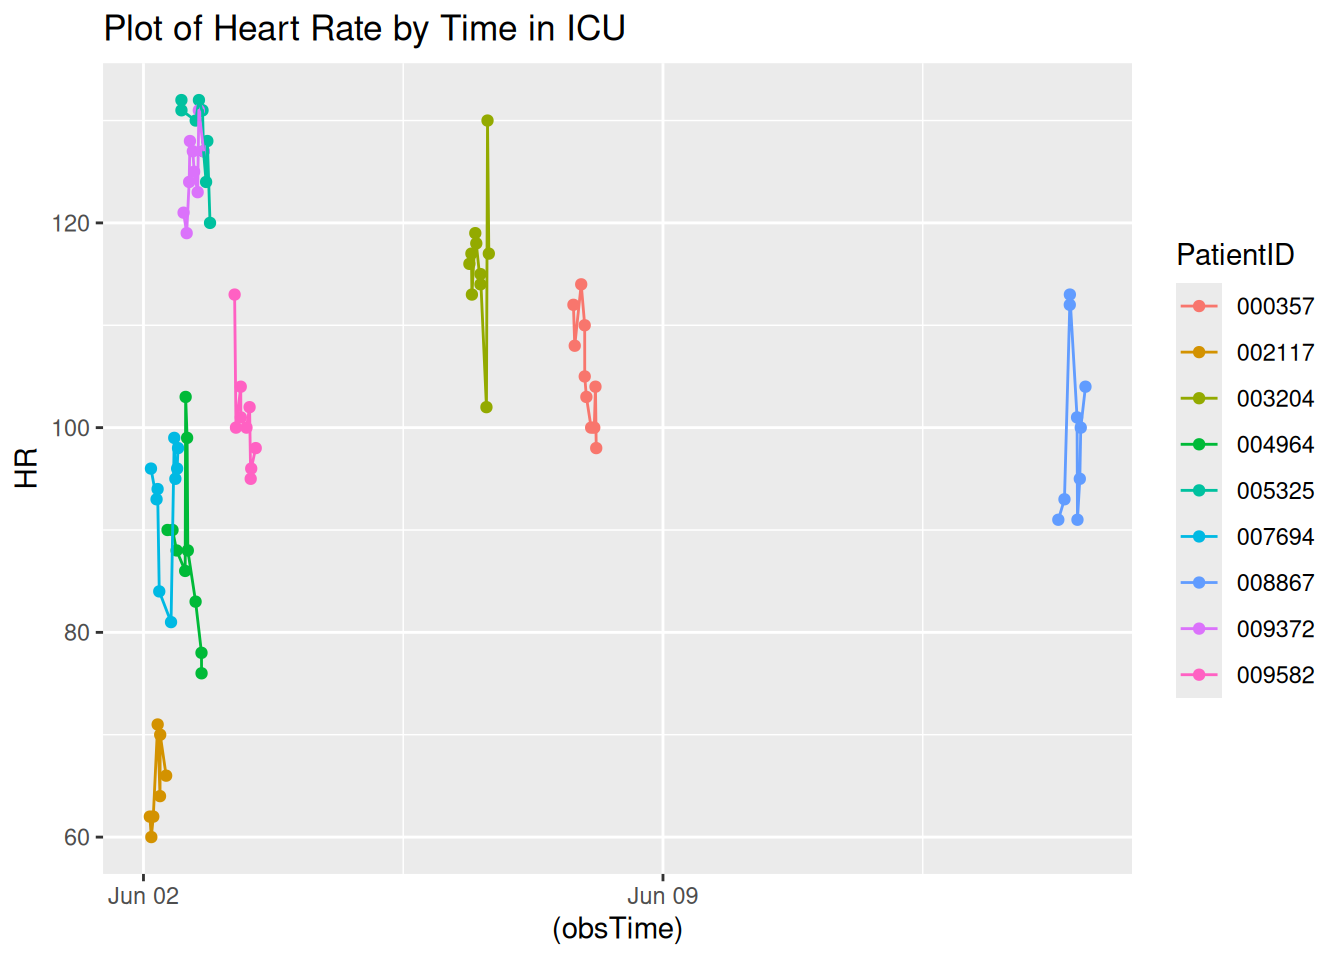 Plot of Heart Rate by Time in ICU
HR
120
100
80
60
Jun 02
Jun 09
(obsTime)
PatientID
000357
002117
003204
004964
005325
007694
008867
009372
009582